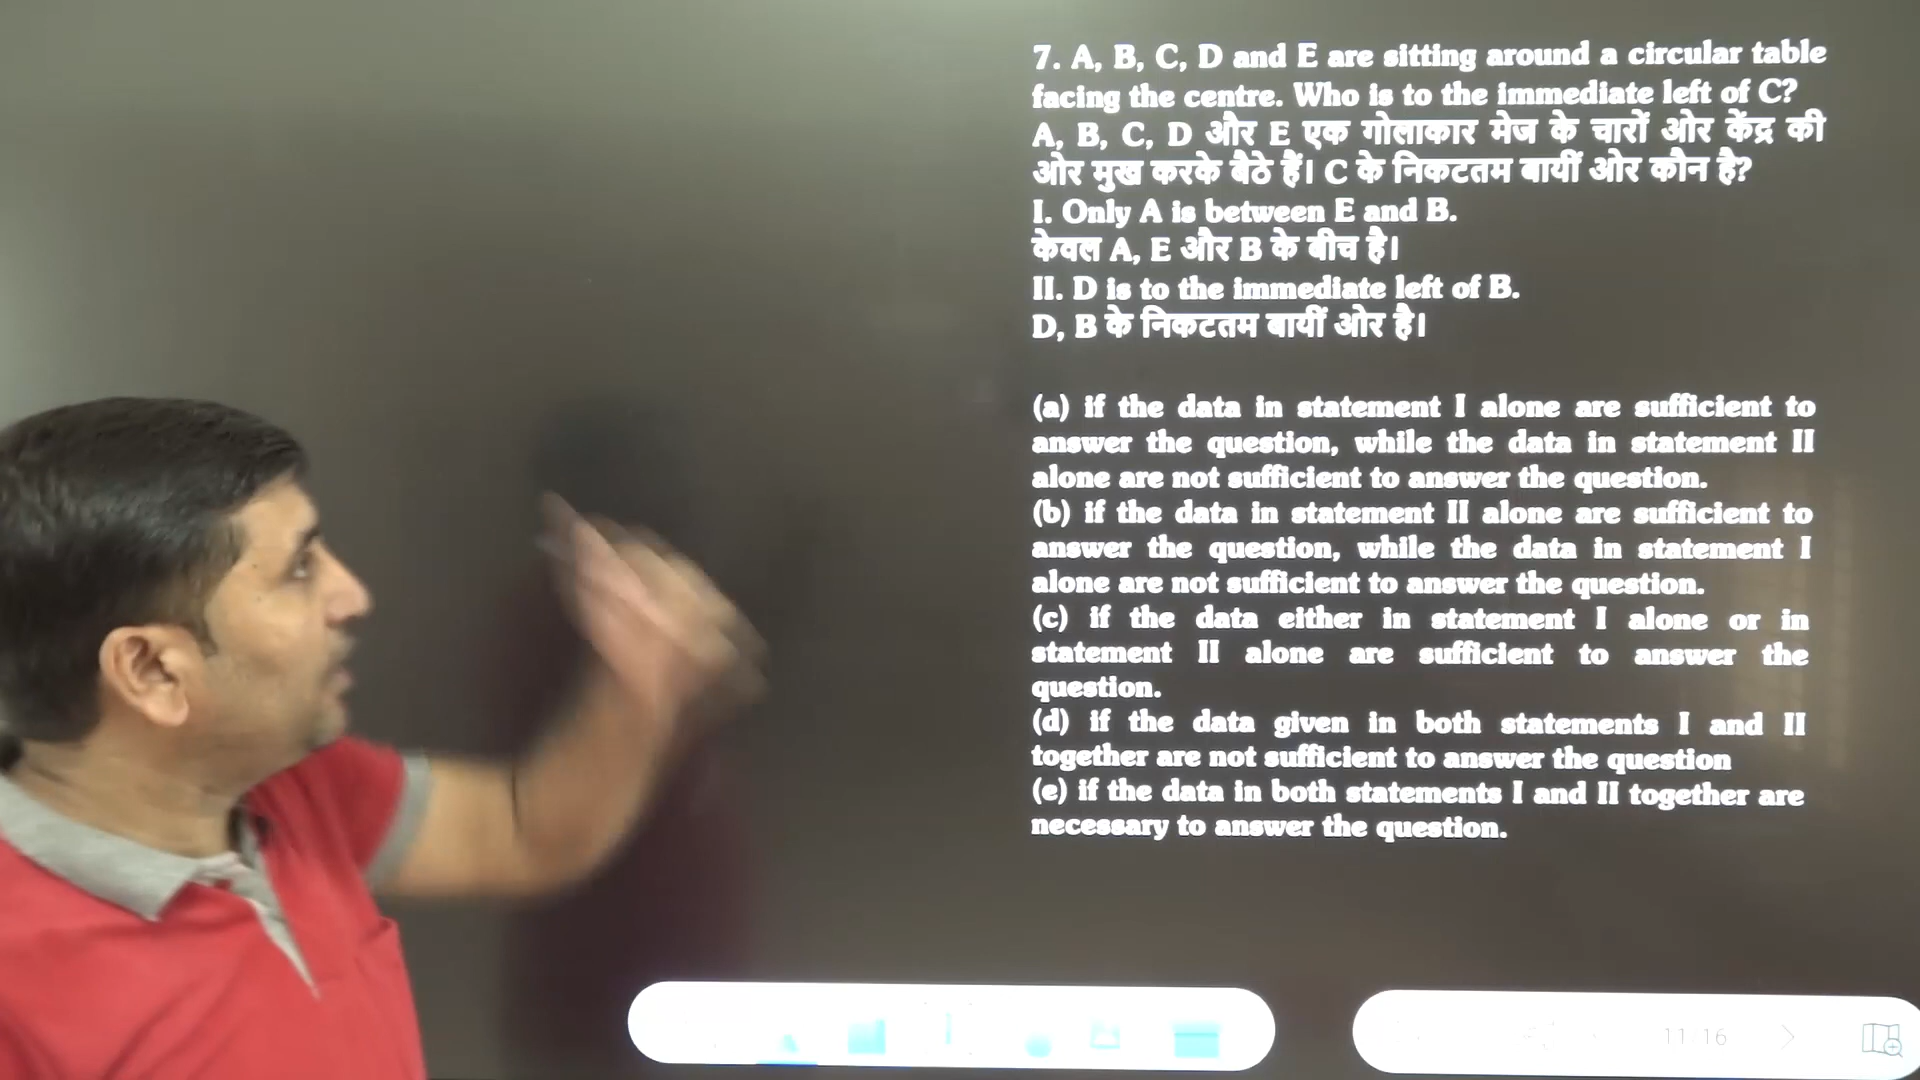 7. A, B, C, D and E are sitting around a circular table
facing the centre. Who is to the immediate left of C?
A, B, C, D और E एक गोलाकार मेज के चारों ओर केंद्र की
ओर मुख करके बैठे हैं। C के निकटतम बायीं ओर कौन है?
I. Only A is between E and B.
केवल A, E और B के बीच है।
II. D is to the immediate left of B.
D, B के निकटतम बायीं ओर है।
(a) if the data in statement I alone are sufficient to
answer the question, while the data in statement II
alone are not sufficient to answer the question.
(b) if the data in statement II alone are sufficient to
answer the question, while the data in statement I
alone are not sufficient to answer the question.
(c) if the data either in statement I alone or in
statement II alone are sufficient to answer the
question.
(d) if the data given in both statements I and II
together are not sufficient to answer the question
(e) if the data in both statements I and II together are
necessary to answer the question.
11/16